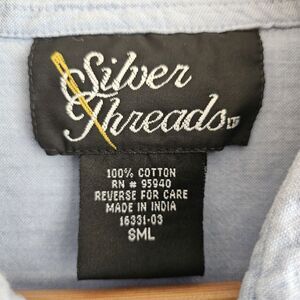 Silver
Threads
100% COTTON
RN # 95940
REVERSE FOR CARE
MADE IN INDIA
16331-03
SML